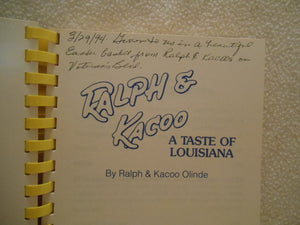 3/29/94. Given to us in a beautiful
Easter basket from Ralph & Kacoo's on
Veterans Blvd.
RALPH &
KACOO
A TASTE OF
LOUISIANA
By Ralph & Kacoo Olinde